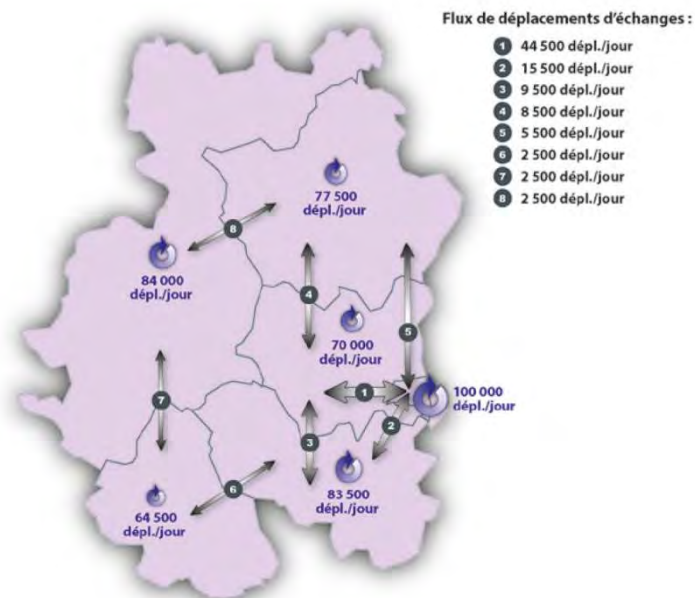 Flux de déplacements d'échanges :
1 44 500 dépl./jour
2 15 500 dépl./jour
3 9 500 dépl./jour
4 8 500 dépl./jour
5 5 500 dépl./jour
6 2 500 dépl./jour
7 2 500 dépl./jour
8 2 500 dépl./jour
77 500
dépl./jour
8
84 000
dépl./jour
4
70 000
dépl./jour
5
1
100 000
dépl./jour
7
2
3
6
83 500
dépl./jour
64 500
dépl./jour